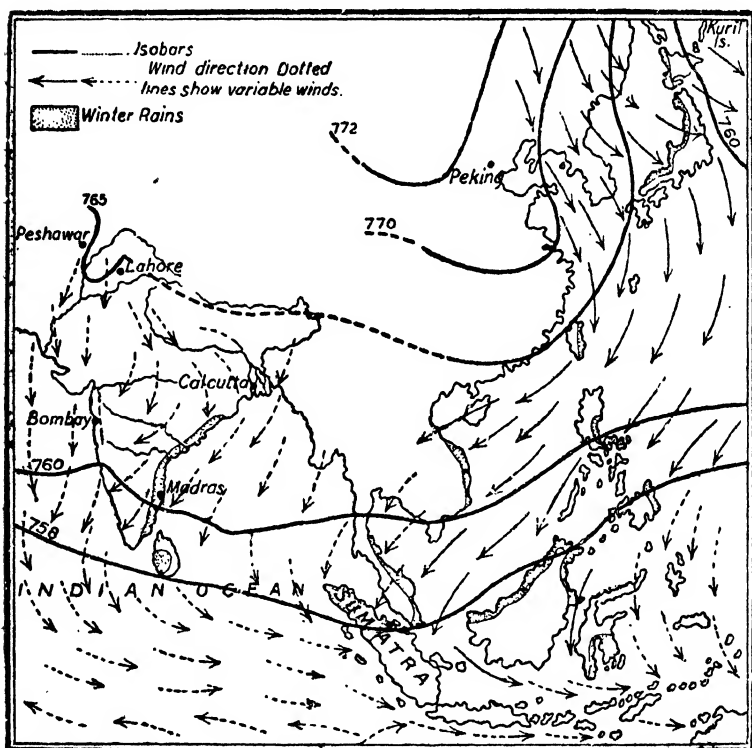 Isobars
Wind direction Dotted
lines show variable winds.
Winter Rains
Kuril
Is.
772
760
Peking
765
Peshawar
770
Lahore
Calcutta
Bombay
760
Madras
758
INDIAN OCEAN
SUMATRA